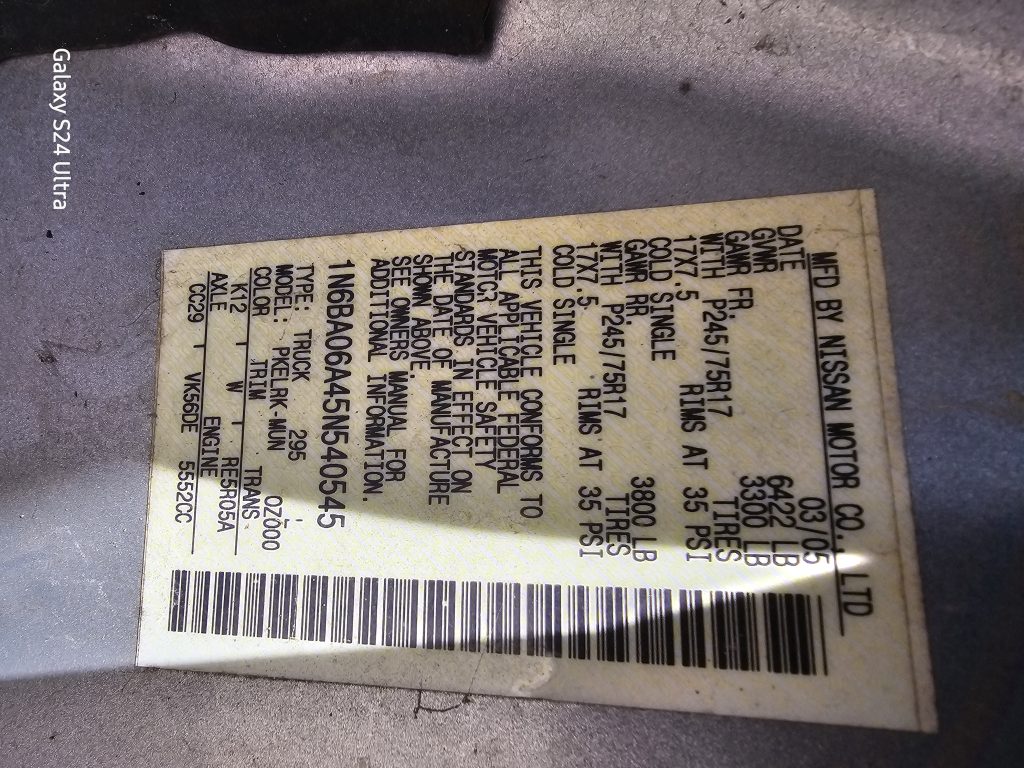 MFD BY NISSAN MOTOR CO., LTD
DATE 03/05
GVWR 6422 LB
GAWR FR. 3300 LB
WITH P245/75R17 TIRES
17X7.5 RIMS AT 35 PSI
COLD SINGLE
GAWR RR. 3800 LB
WITH P245/75R17 TIRES
17X7.5 RIMS AT 35 PSI
COLD SINGLE
THIS VEHICLE CONFORMS TO
ALL APPLICABLE FEDERAL
MOTOR VEHICLE SAFETY
STANDARDS IN EFFECT ON
THE DATE OF MANUFACTURE
SHOWN ABOVE.
SEE OWNERS MANUAL FOR
ADDITIONAL INFORMATION.
1N6BA06A45N540545
TYPE: TRUCK 295
MODEL: PKELRK-MUN 0Z000
COLOR TRIM TRANS
K12 W RE5R05A
AXLE ENGINE
CC29 VK56DE 5552CC
Galaxy S24 Ultra